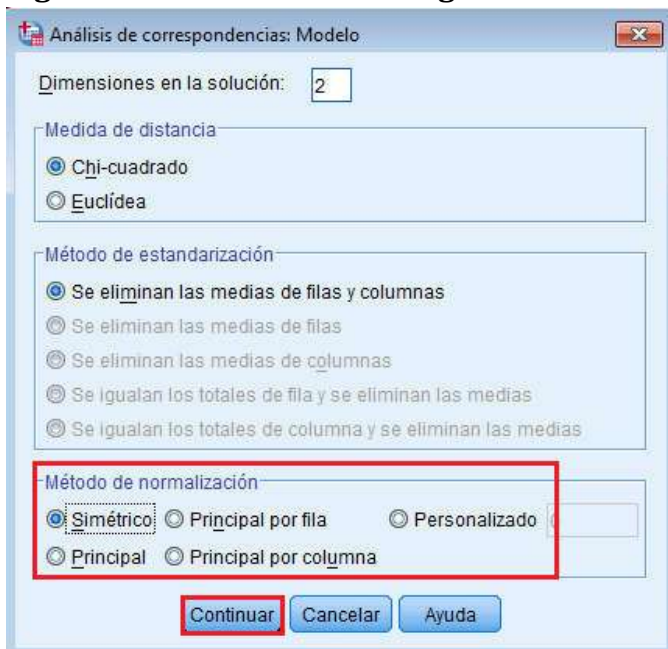 Análisis de correspondencias: Modelo
Dimensiones en la solución: 2
Medida de distancia
Chi-cuadrado
Euclídea
Método de estandarización
Se eliminan las medias de filas y columnas
Se eliminan las medias de filas
Se eliminan las medias de columnas
Se igualan los totales de fila y se eliminan las medias
Se igualan los totales de columna y se eliminan las medias
Método de normalización
Simétrico Principal por fila Personalizado
Principal Principal por columna
Continuar Cancelar Ayuda